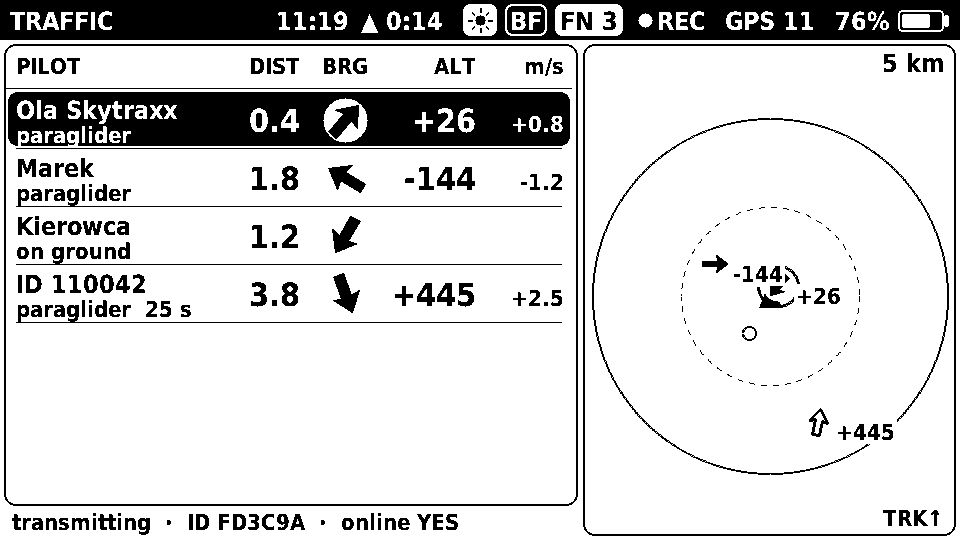 TRAFFIC 11:19 ▲ 0:14 BF FN 3 ●REC GPS 11 76%
PILOT DIST BRG ALT m/s
Ola Skytraxx 0.4 +26 +0.8
paraglider
Marek 1.8 -144 -1.2
paraglider
Kierowca 1.2
on ground
ID 110042 3.8 +445 +2.5
paraglider 25 s
transmitting · ID FD3C9A · online YES
5 km
-144
+26
+445
TRK↑